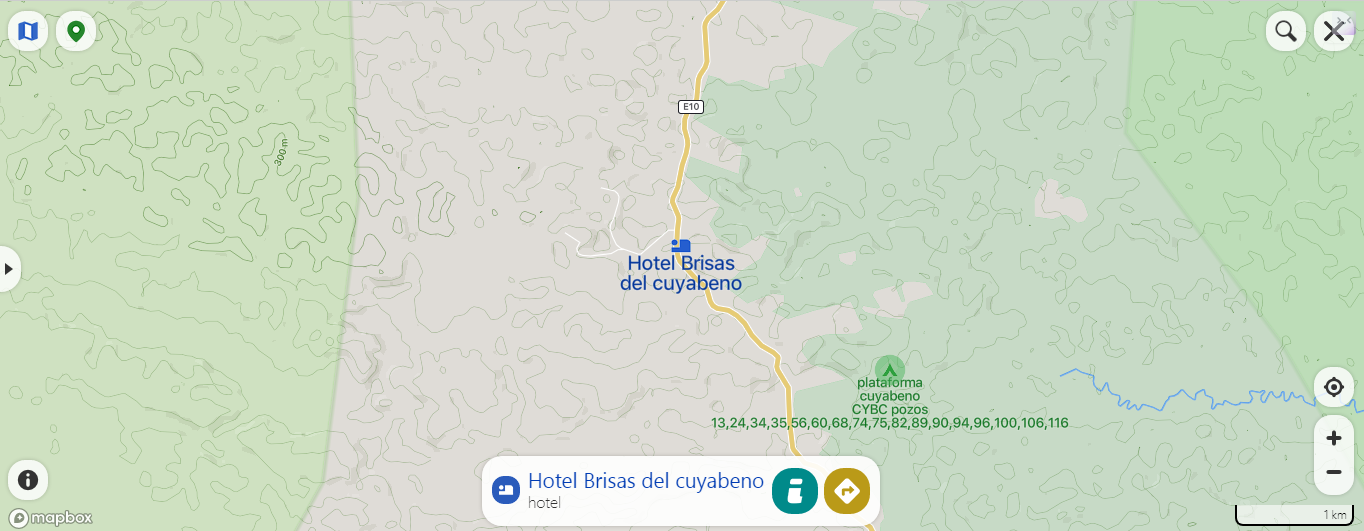 E10
300 m
Hotel Brisas
del cuyabeno
plataforma
cuyabeno
CYBC pozos
13,24,34,35,56,60,68,74,75,82,89,90,94,96,100,106,116
Hotel Brisas del cuyabeno
hotel
mapbox
1 km